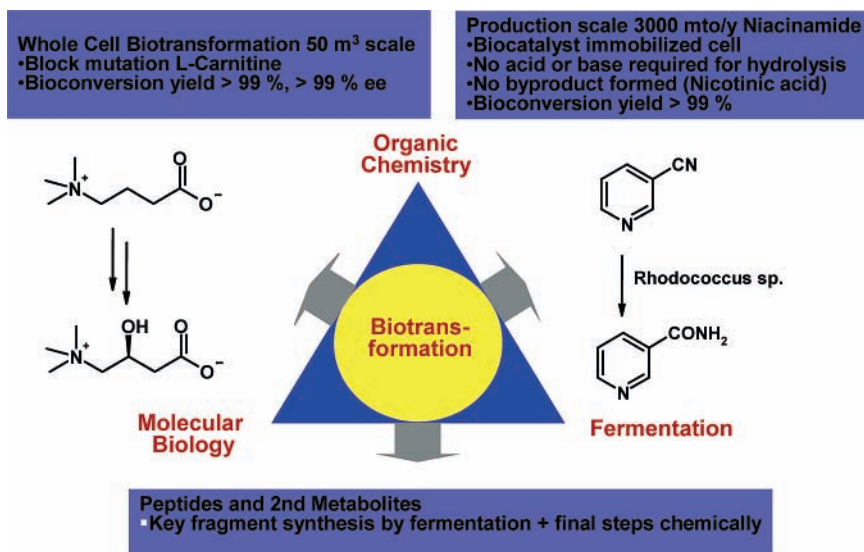 Whole Cell Biotransformation 50 m³ scale
•Block mutation L-Carnitine
•Bioconversion yield > 99 %, > 99 % ee
Production scale 3000 mto/y Niacinamide
•Biocatalyst immobilized cell
•No acid or base required for hydrolysis
•No byproduct formed (Nicotinic acid)
•Bioconversion yield > 99 %
Organic
Chemistry
O
N+
O−
CN
N
Rhodococcus sp.
Biotrans-
formation
OH
O
N+
O−
CONH₂
N
Molecular
Biology
Fermentation
Peptides and 2nd Metabolites
▪Key fragment synthesis by fermentation + final steps chemically